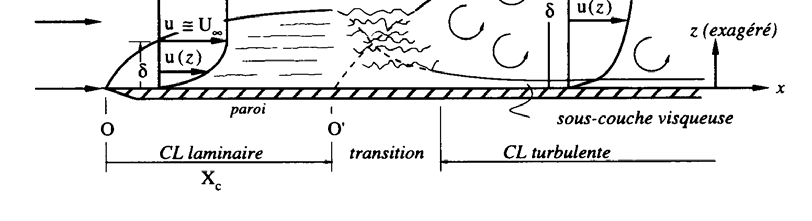 u ≅ U∞
δ
u(z)
δ
u(z)
z (exagéré)
x
paroi
O
O'
sous-couche visqueuse
CL laminaire
transition
CL turbulente
Xc